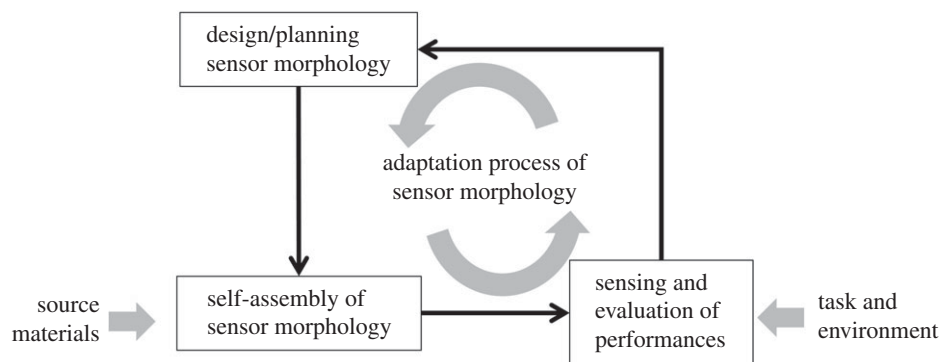 design/planning
sensor morphology
adaptation process of
sensor morphology
source
materials
self-assembly of
sensor morphology
sensing and
evaluation of
performances
task and
environment